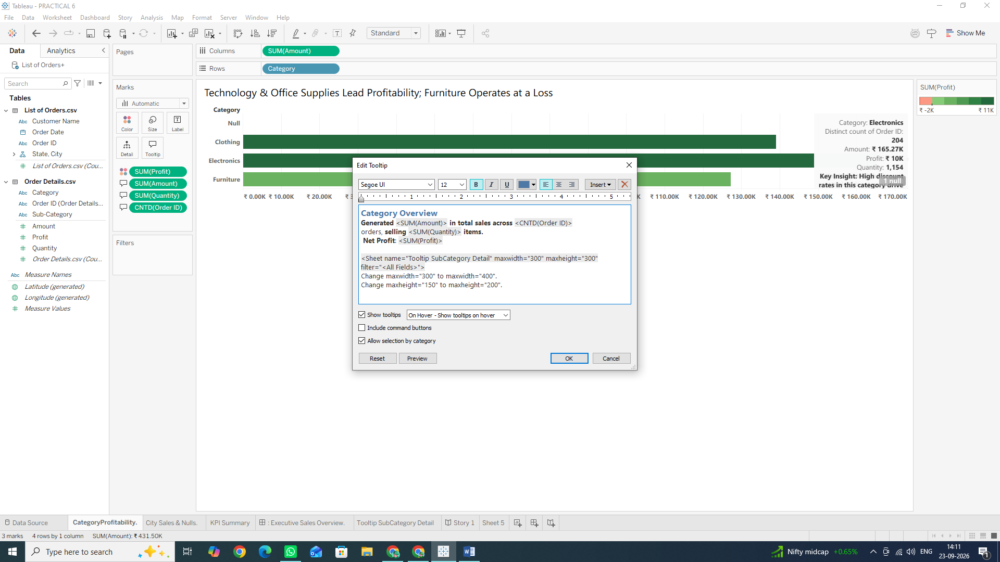 Tableau - PRACTICAL 6
File Data Worksheet Dashboard Story Analysis Map Format Server Window Help
Standard
Show Me
Data Analytics
List of Orders+
Search
Tables
List of Orders.csv
Abc Customer Name
Order Date
Abc Order ID
State, City
List of Orders.csv (Cou...
Order Details.csv
Abc Category
Abc Order ID (Order Details...
Abc Sub-Category
Amount
Profit
Quantity
Order Details.csv (Cou...
Abc Measure Names
Latitude (generated)
Longitude (generated)
Measure Values
Pages
Marks
Automatic
Color Size Label
Detail Tooltip
SUM(Profit)
SUM(Amount)
SUM(Quantity)
CNTD(Order ID)
Filters
Columns SUM(Amount)
Rows Category
Technology & Office Supplies Lead Profitability; Furniture Operates at a Loss
Category
Null
Clothing
Electronics
Furniture
₹ 0.00K ₹ 10.00K ₹ 20.00K ₹ 3
K ₹ 110.00K ₹ 120.00K ₹ 130.00K ₹ 140.00K ₹ 150.00K ₹ 160.00K ₹ 170.00K
Category: Electronics
Distinct count of Order ID:
204
Amount: ₹ 165.27K
Profit: ₹ 10K
Quantity: 1,154
Key Insight: High discount
rates in this category drive
1 null
SUM(Profit)
₹ -2K ₹ 11K
Edit Tooltip
Segoe UI 12 B I U Insert
1 2 3 4 5
Category Overview
Generated <SUM(Amount)> in total sales across <CNTD(Order ID)>
orders, selling <SUM(Quantity)> items.
Net Profit: <SUM(Profit)>
<Sheet name="Tooltip SubCategory Detail" maxwidth="300" maxheight="300"
filter="<All Fields>">
Change maxwidth="300" to maxwidth="400".
Change maxheight="150" to maxheight="200".
Show tooltips On Hover - Show tooltips on hover
Include command buttons
Allow selection by category
Reset Preview OK Cancel
Data Source CategoryProfitability. City Sales & Nulls. KPI Summary : Executive Sales Overview. Tooltip SubCategory Detail Story 1 Sheet 5
3 marks 4 rows by 1 column SUM(Amount): ₹ 431.50K
Type here to search
Nifty midcap +0.65%
ENG
14:11
23-09-2026
1